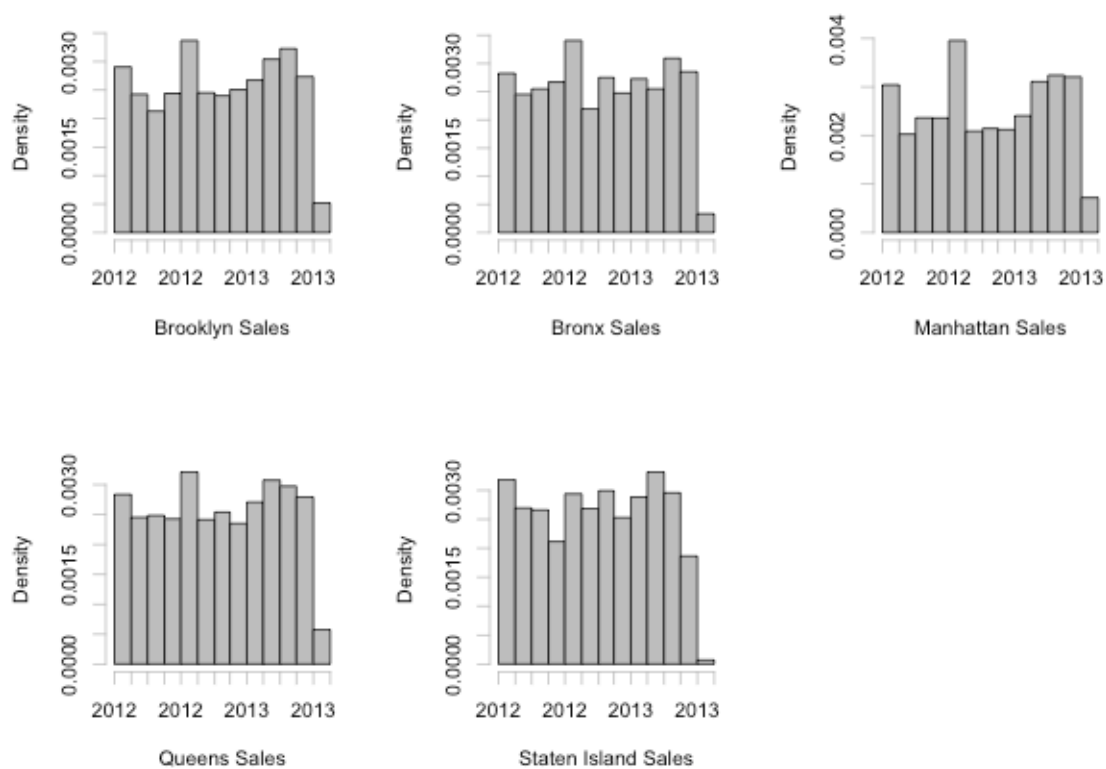 Density
0.0000 0.0015 0.0030
2012 2012 2013 2013
Brooklyn Sales
Density
0.0000 0.0015 0.0030
2012 2012 2013 2013
Bronx Sales
Density
0.000 0.002 0.004
2012 2012 2013 2013
Manhattan Sales
Density
0.0000 0.0015 0.0030
2012 2012 2013 2013
Queens Sales
Density
0.0000 0.0015 0.0030
2012 2012 2013 2013
Staten Island Sales